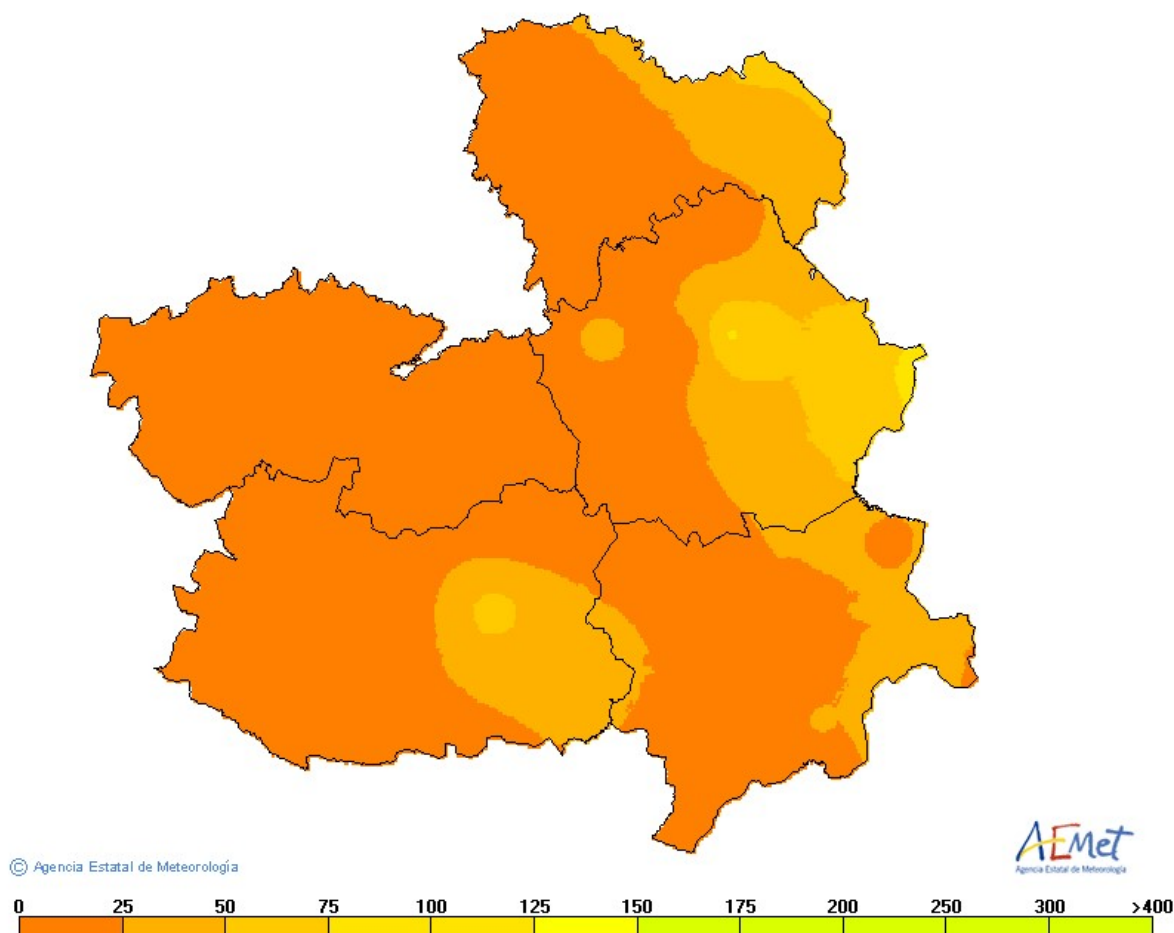 © Agencia Estatal de Meteorología
AEMet
Agencia Estatal de Meteorología
0 25 50 75 100 125 150 175 200 250 300 >400